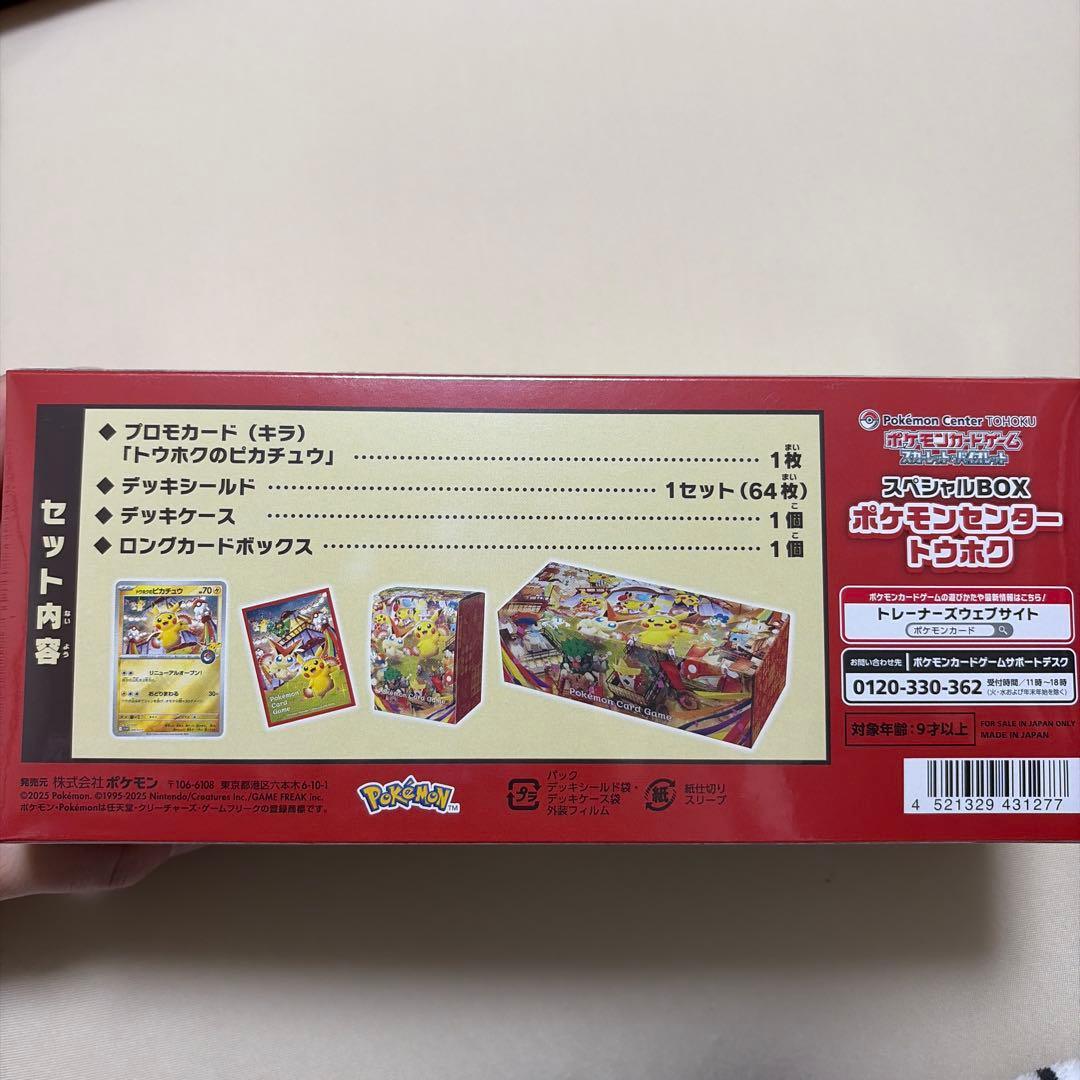 セット内容
ない よう
◆ プロモカード（キラ）
「トウホクのピカチュウ」 1枚
まい
◆ デッキシールド 1セット（64枚）
まい
◆ デッキケース 1個
こ
◆ ロングカードボックス 1個
こ
トウホクのピカチュウ HP70
リニューアルオープン!
おどりまわる 30
Pokémon
Card
Game
Pokémon Card Game
Pokémon Card Game
Pokémon Center TOHOKU
ポケモンカードゲーム
スカーレット&バイオレット
スペシャルBOX
ポケモンセンター
トウホク
ポケモンカードゲームの遊びかたや最新情報はこちら!
トレーナーズウェブサイト
ポケモンカード
お問い合わせ先 ポケモンカードゲームサポートデスク
0120-330-362 受付時間／11時〜18時
（火・水および年末年始を除く）
対象年齢：9才以上 FOR SALE IN JAPAN ONLY
MADE IN JAPAN
4 521329 431277
発売元 株式会社ポケモン 〒106-6108 東京都港区六本木6-10-1
©2025 Pokémon. ©1995-2025 Nintendo/Creatures Inc./GAME FREAK inc.
ポケモン・Pokémonは任天堂・クリーチャーズ・ゲームフリークの登録商標です。
POKéMON TM
プラ
パック
デッキシールド袋・
デッキケース袋
外装フィルム
紙
紙仕切り
スリーブ